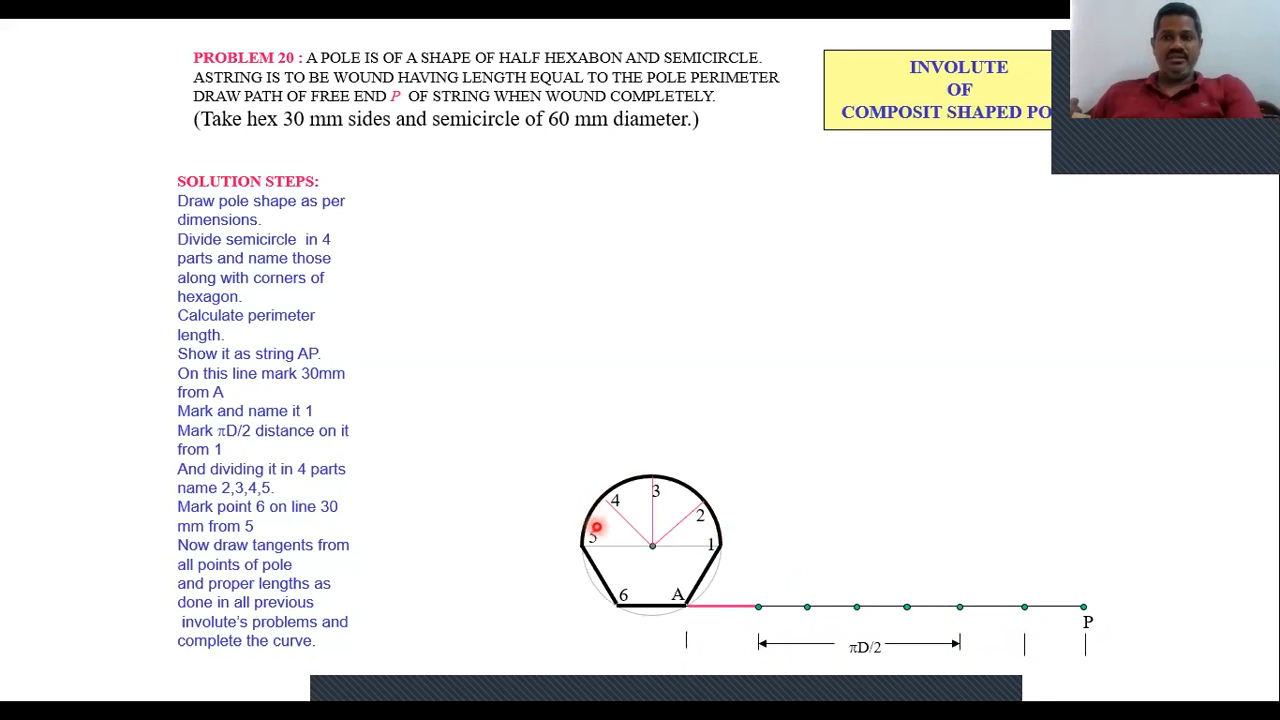 PROBLEM 20 : A POLE IS OF A SHAPE OF HALF HEXABON AND SEMICIRCLE.
ASTRING IS TO BE WOUND HAVING LENGTH EQUAL TO THE POLE PERIMETER
DRAW PATH OF FREE END P OF STRING WHEN WOUND COMPLETELY.
(Take hex 30 mm sides and semicircle of 60 mm diameter.)
INVOLUTE
OF
COMPOSIT SHAPED PO
SOLUTION STEPS:
Draw pole shape as per
dimensions.
Divide semicircle in 4
parts and name those
along with corners of
hexagon.
Calculate perimeter
length.
Show it as string AP.
On this line mark 30mm
from A
Mark and name it 1
Mark πD/2 distance on it
from 1
And dividing it in 4 parts
name 2,3,4,5.
Mark point 6 on line 30
mm from 5
Now draw tangents from
all points of pole
and proper lengths as
done in all previous
involute's problems and
complete the curve.
3
4
2
5
1
6
A
P
πD/2